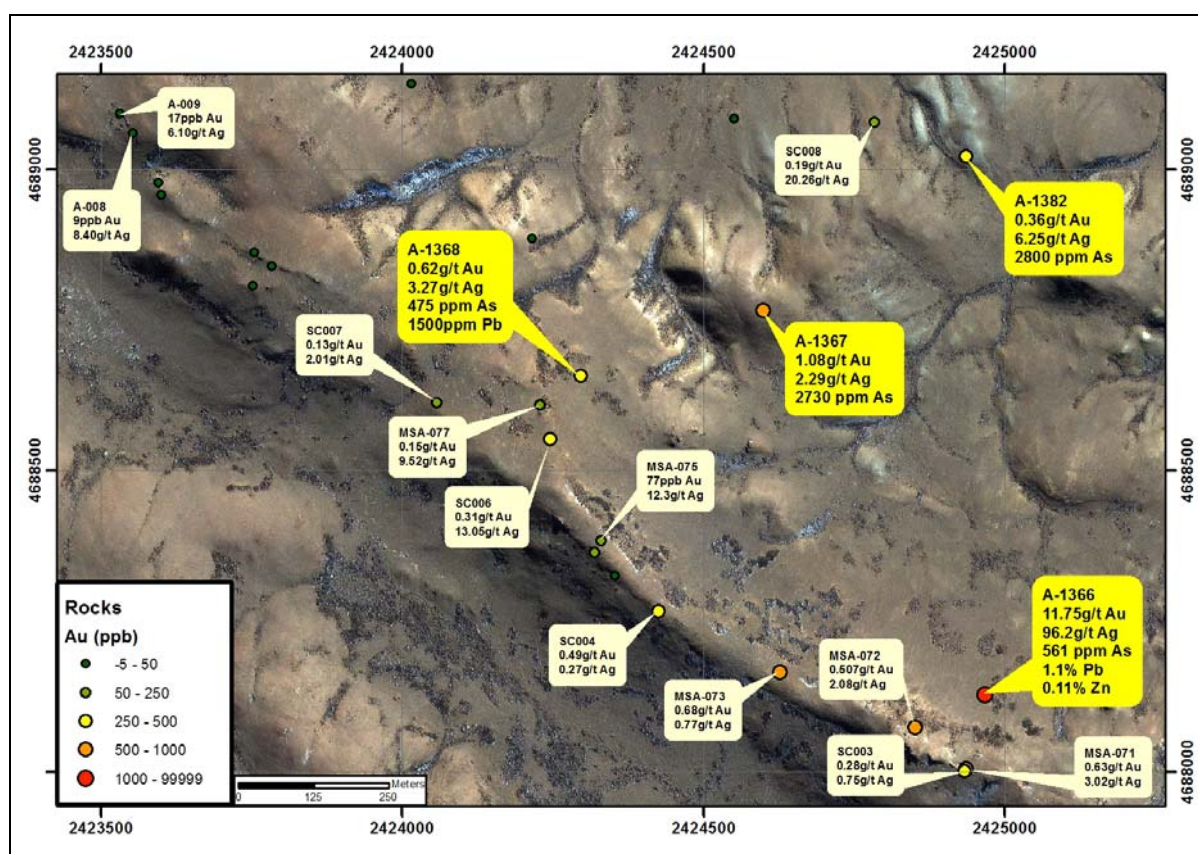 2423500 2424000 2424500 2425000
4689000
4688500
4688000
A-009
17ppb Au
6.10g/t Ag
A-008
9ppb Au
8.40g/t Ag
SC008
0.19g/t Au
20.26g/t Ag
A-1382
0.36g/t Au
6.25g/t Ag
2800 ppm As
A-1368
0.62g/t Au
3.27g/t Ag
475 ppm As
1500ppm Pb
A-1367
1.08g/t Au
2.29g/t Ag
2730 ppm As
SC007
0.13g/t Au
2.01g/t Ag
MSA-077
0.15g/t Au
9.52g/t Ag
SC006
0.31g/t Au
13.05g/t Ag
MSA-075
77ppb Au
12.3g/t Ag
SC004
0.49g/t Au
0.27g/t Ag
MSA-073
0.68g/t Au
0.77g/t Ag
MSA-072
0.507g/t Au
2.08g/t Ag
A-1366
11.75g/t Au
96.2g/t Ag
561 ppm As
1.1% Pb
0.11% Zn
SC003
0.28g/t Au
0.75g/t Ag
MSA-071
0.63g/t Au
3.02g/t Ag
Rocks
Au (ppb)
-5 - 50
50 - 250
250 - 500
500 - 1000
1000 - 99999
Meters
0 125 250
4689000
4688500
4688000
2423500 2424000 2424500 2425000